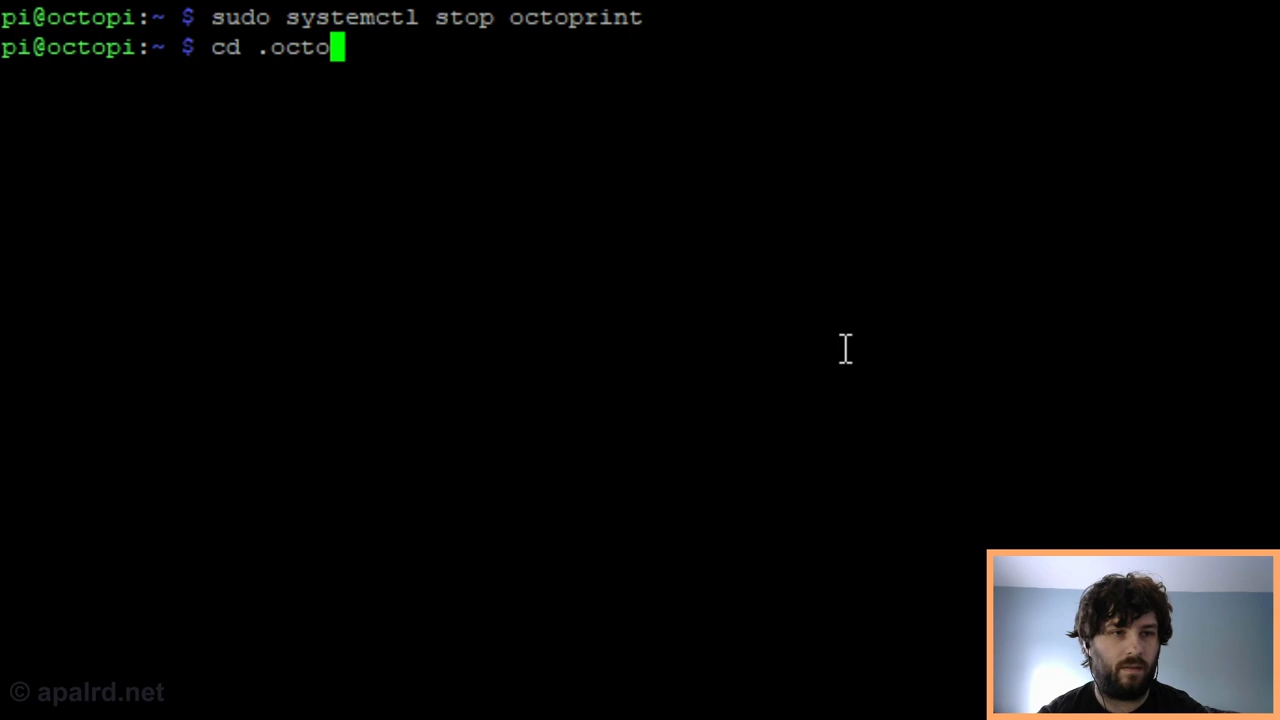 pi@octopi:~ $ sudo systemctl stop octoprint
pi@octopi:~ $ cd .octo
© apalrd.net